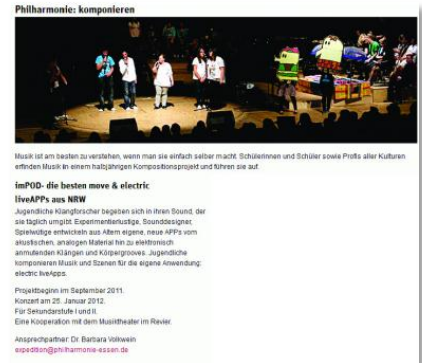 Philharmonie: komponieren
Musik ist am besten zu verstehen, wenn man sie einfach selber macht. Schülerinnen und Schüler sowie Profis aller Kulturen
erfinden Musik in einem halbjährigen Kompositionsprojekt und führen sie auf.
imPOD- die besten move & electric
liveAPPs aus NRW
Jugendliche Klangforscher begeben sich in ihren Sound, der
sie täglich umgibt. Experimentierlustige, Sounddesigner,
Spielwütige entwickeln aus Altem eigene, neue APPs vom
akustischen, analogen Material hin zu elektronisch
anmutenden Klängen und Körpergrooves. Jugendliche
komponieren Musik und Szenen für die eigene Anwendung:
electric liveApps.
Projektbeginn im September 2011.
Konzert am 25. Januar 2012.
Für Sekundarstufe I und II.
Eine Kooperation mit dem Musiktheater im Revier.
Ansprechpartner: Dr. Barbara Volkwein
expedition@philharmonie-essen.de